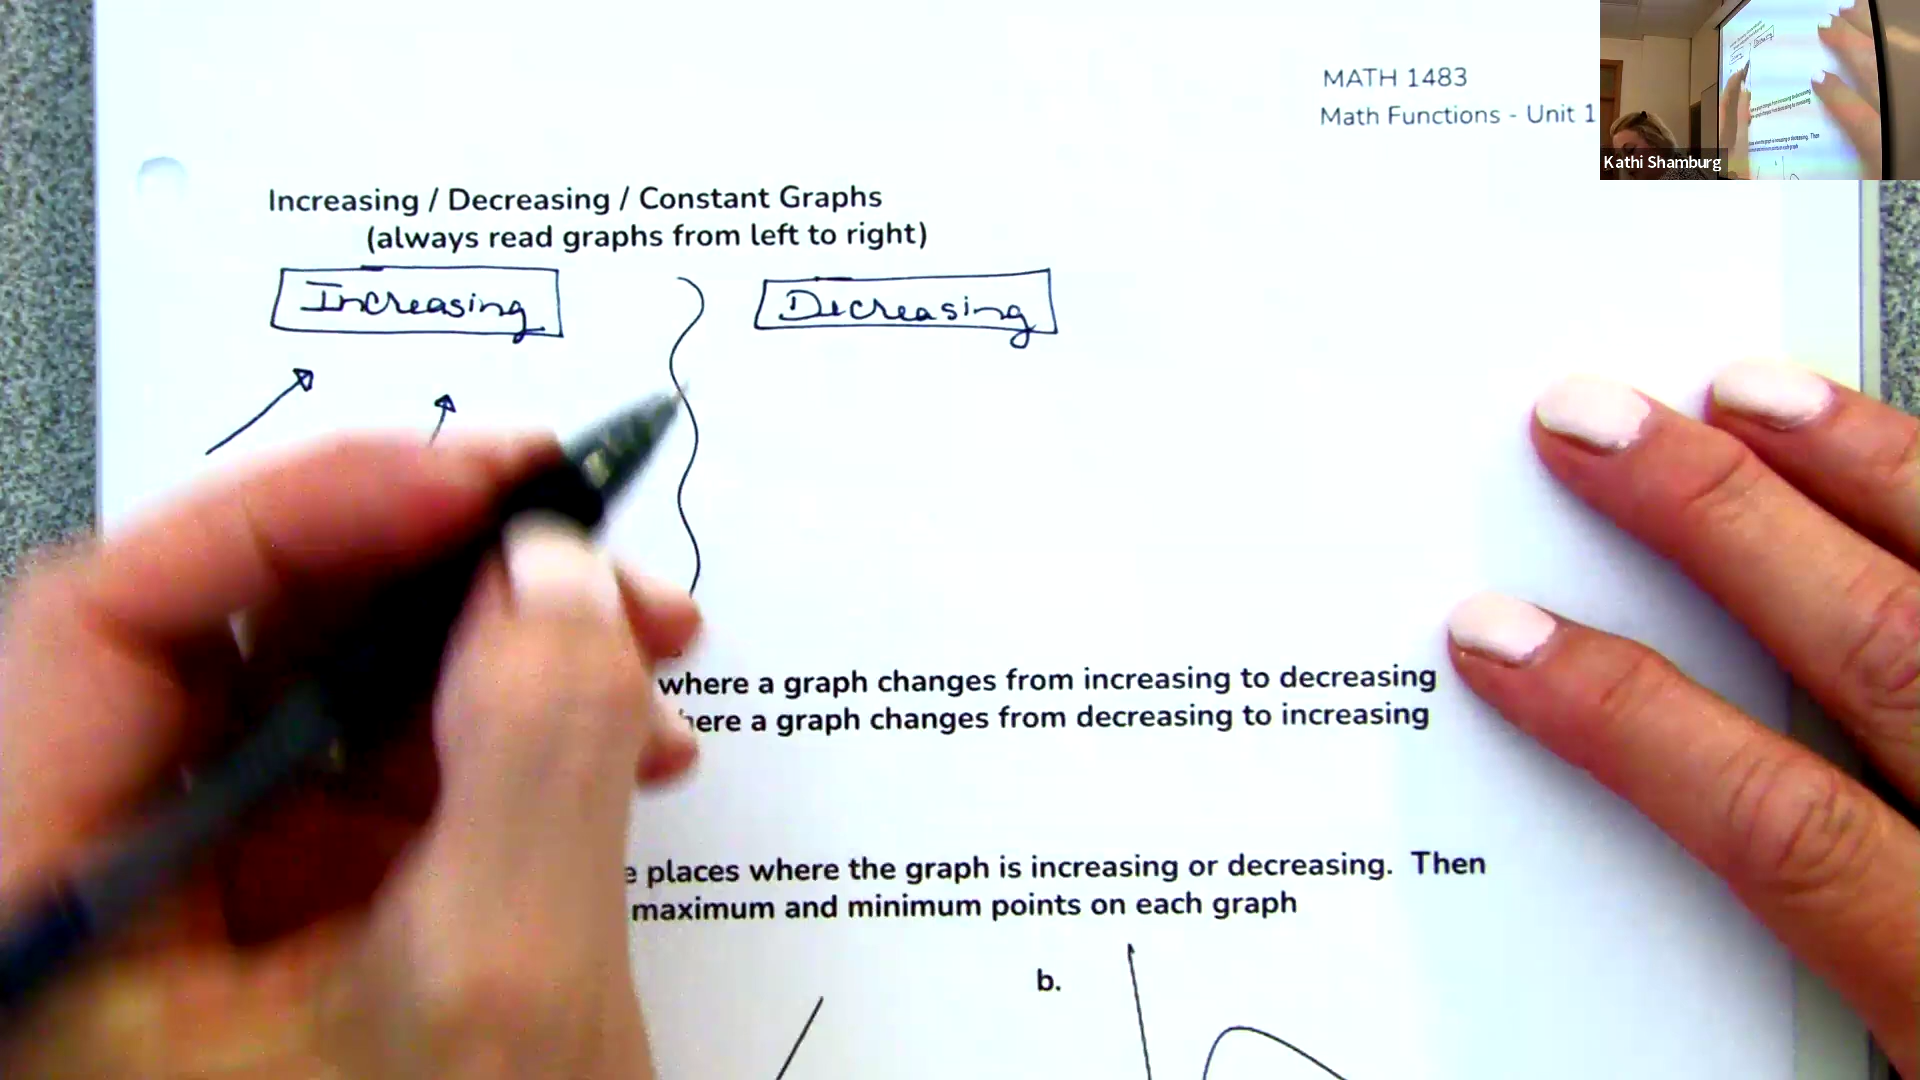 MATH 1483
Math Functions - Unit 1
Kathi Shamburg
Increasing / Decreasing / Constant Graphs
(always read graphs from left to right)
Increasing
Decreasing
where a graph changes from increasing to decreasing
a graph changes from decreasing to increasing
places where the graph is increasing or decreasing. Then
maximum and minimum points on each graph
b.